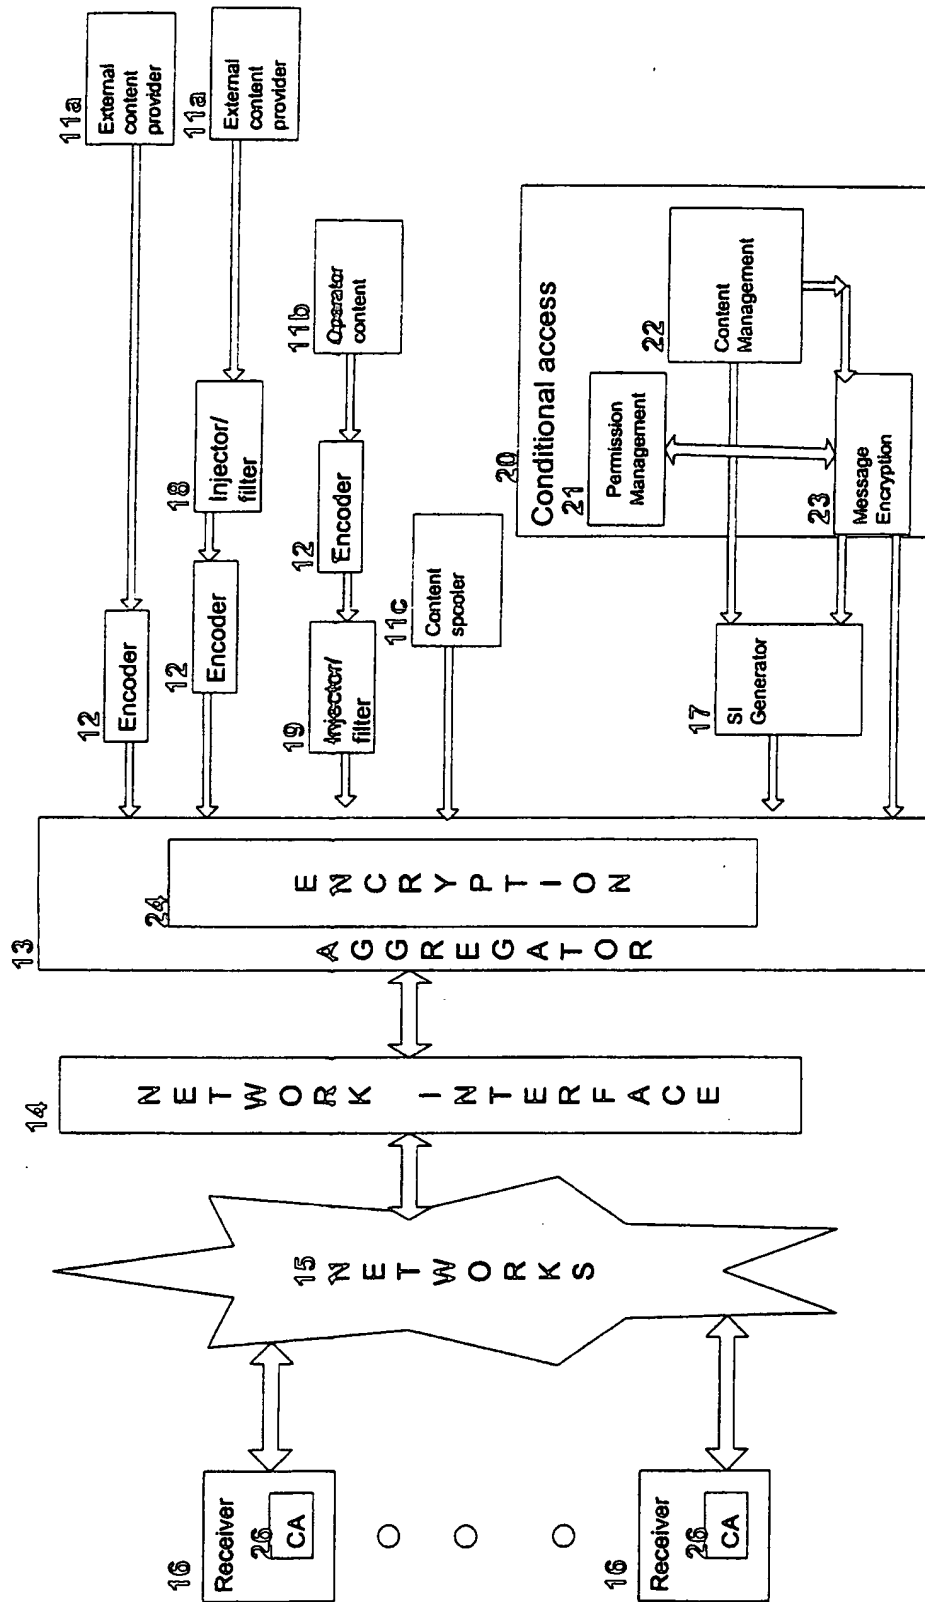 11a
External
content
provider
11a
External
content
provider
18
Injector/
filter
12
Encoder
12
Encoder
11b
Operator
content
12
Encoder
19
Injector/
filter
11c
Content
spooler
20
Conditional access
21
Permission
Management
22
Content
Management
23
Message
Encryption
17
SI
Generator
13
AGGREGATOR
24
ENCRYPTION
14
NETWORK INTERFACE
15
NETWORKS
16
Receiver
26
CA
16
Receiver
26
CA